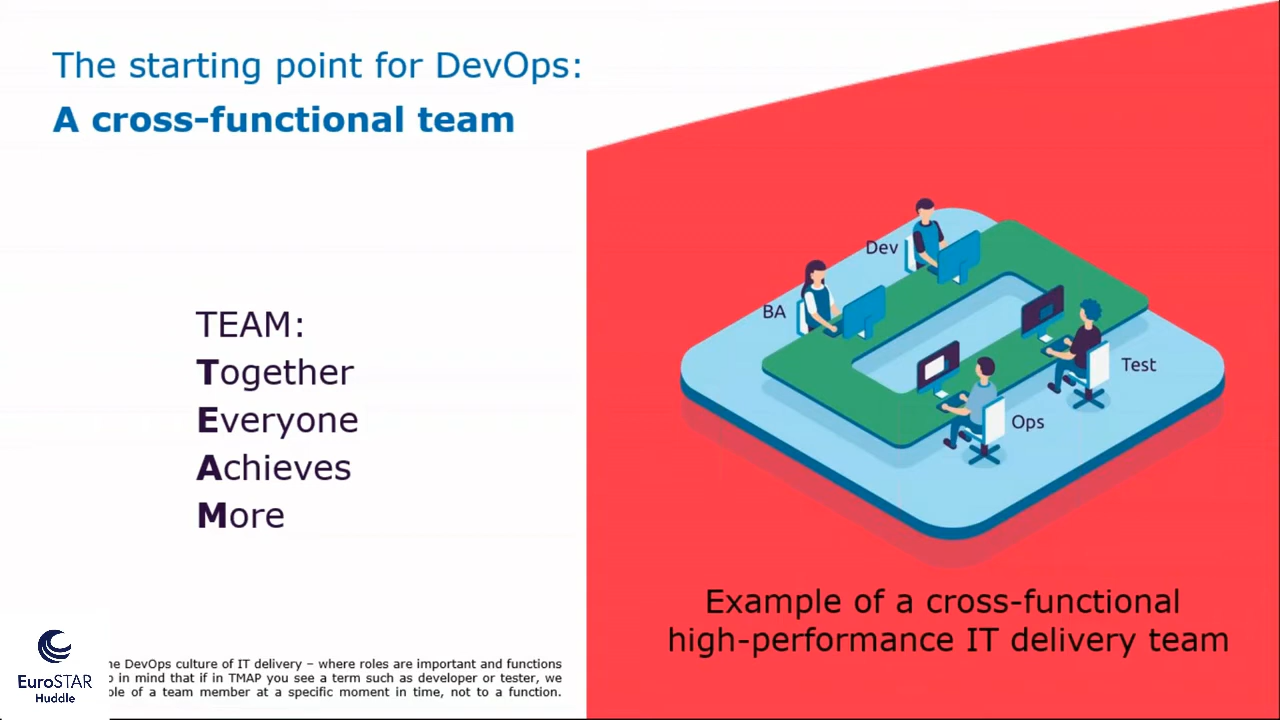 The starting point for DevOps:
A cross-functional team
TEAM:
Together
Everyone
Achieves
More
Dev
BA
Test
Ops
Example of a cross-functional
high-performance IT delivery team
DevOps culture of IT delivery – where roles are important and functions
in mind that if in TMAP you see a term such as developer or tester, we
of a team member at a specific moment in time, not to a function.
EuroSTAR
Huddle